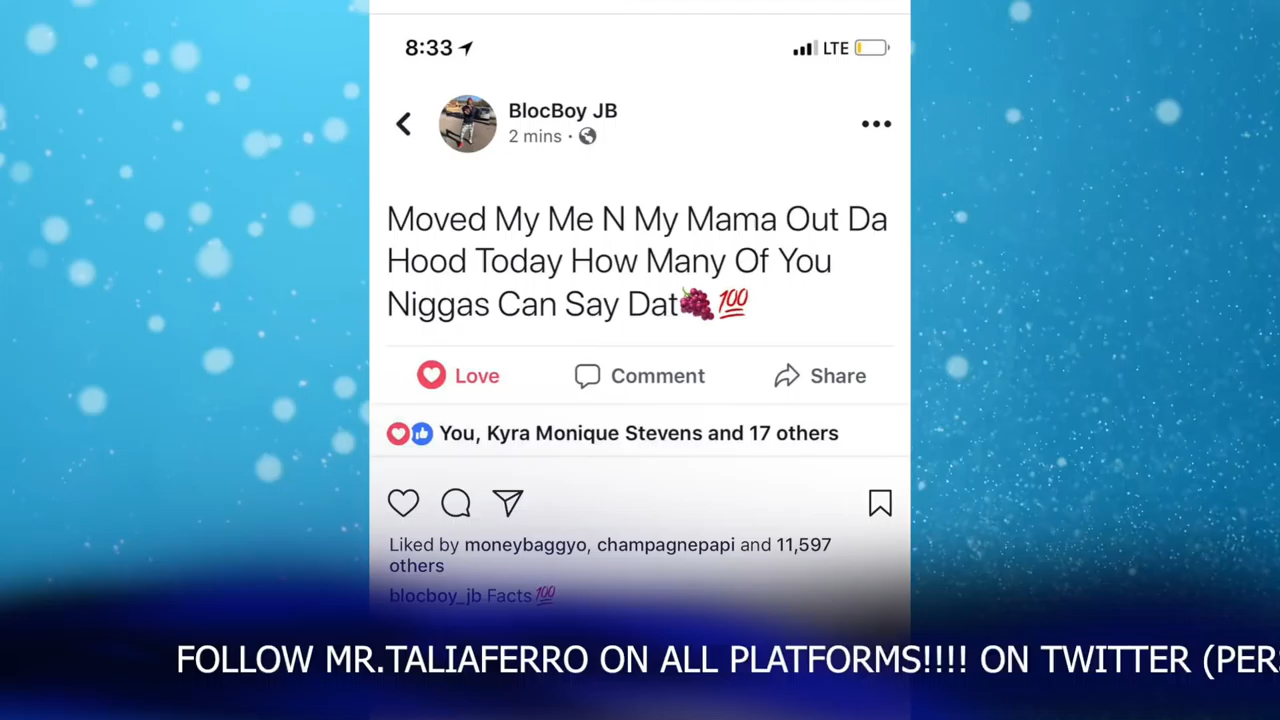 8:33 LTE
BlocBoy JB
2 mins ·
Moved My Me N My Mama Out Da
Hood Today How Many Of You
Niggas Can Say Dat🍇💯
Love Comment Share
You, Kyra Monique Stevens and 17 others
Liked by moneybaggyo, champagnepapi and 11,597
others
blocboy_jb Facts💯
FOLLOW MR.TALIAFERRO ON ALL PLATFORMS!!!! ON TWITTER (PER